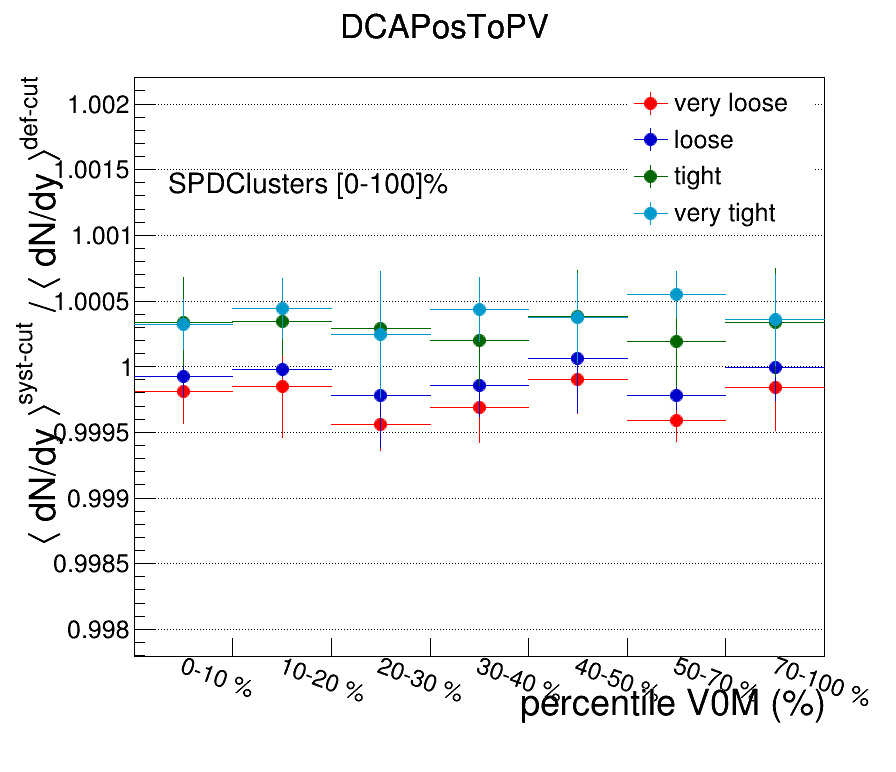 DCAPosToPV
⟨ dN/dy ⟩^syst-cut / ⟨ dN/dy ⟩^def-cut
1.002
1.0015
1.001
1.0005
1
0.9995
0.999
0.9985
0.998
SPDClusters [0-100]%
very loose
loose
tight
very tight
0-10 %
10-20 %
20-30 %
30-40 %
40-50 %
50-70 %
70-100 %
percentile V0M (%)